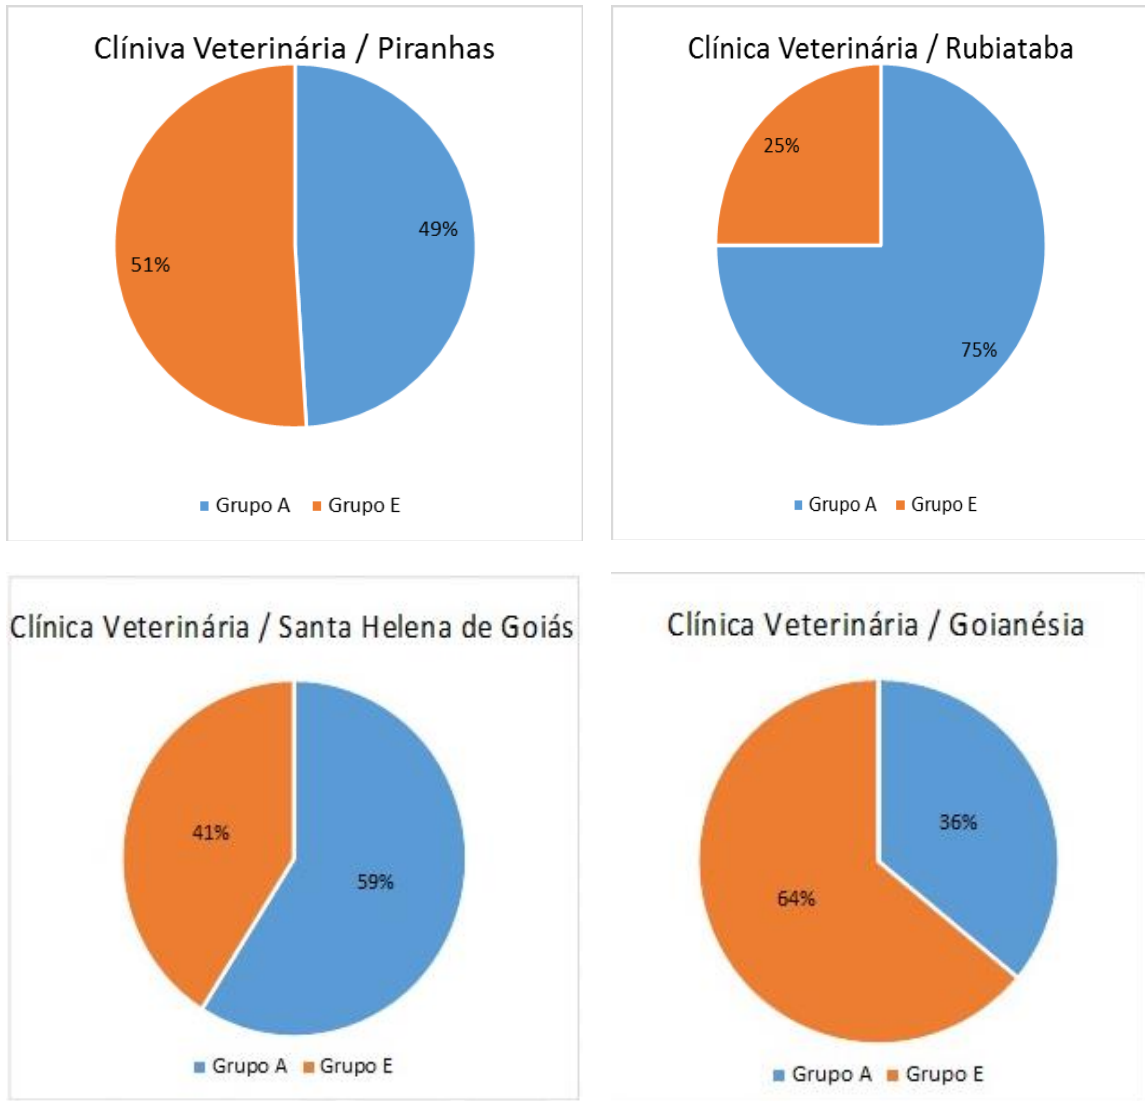 Clíniva Veterinária / Piranhas
49%
51%
Grupo A Grupo E
Clínica Veterinária / Rubiataba
25%
75%
Grupo A Grupo E
Clínica Veterinária / Santa Helena de Goiás
41%
59%
Grupo A Grupo E
Clínica Veterinária / Goianésia
36%
64%
Grupo A Grupo E